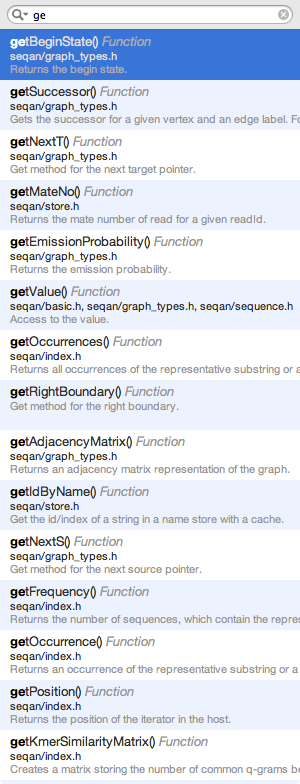 ge
getBeginState() Function
seqan/graph_types.h
Returns the begin state.
getSuccessor() Function
seqan/graph_types.h
Gets the successor for a given vertex and an edge label. Fo
getNextT() Function
seqan/graph_types.h
Get method for the next target pointer.
getMateNo() Function
seqan/store.h
Returns the mate number of read for a given readId.
getEmissionProbability() Function
seqan/graph_types.h
Returns the emission probability.
getValue() Function
seqan/basic.h, seqan/graph_types.h, seqan/sequence.h
Access to the value.
getOccurrences() Function
seqan/index.h
Returns all occurrences of the representative substring or a
getRightBoundary() Function
Get method for the right boundary.
getAdjacencyMatrix() Function
seqan/graph_types.h
Returns an adjacency matrix representation of the graph.
getIdByName() Function
seqan/store.h
Get the id/index of a string in a name store with a cache.
getNextS() Function
seqan/graph_types.h
Get method for the next source pointer.
getFrequency() Function
seqan/index.h
Returns the number of sequences, which contain the repres
getOccurrence() Function
seqan/index.h
Returns an occurrence of the representative substring or a
getPosition() Function
seqan/index.h
Returns the position of the iterator in the host.
getKmerSimilarityMatrix() Function
seqan/index.h
Creates a matrix storing the number of common q-grams be